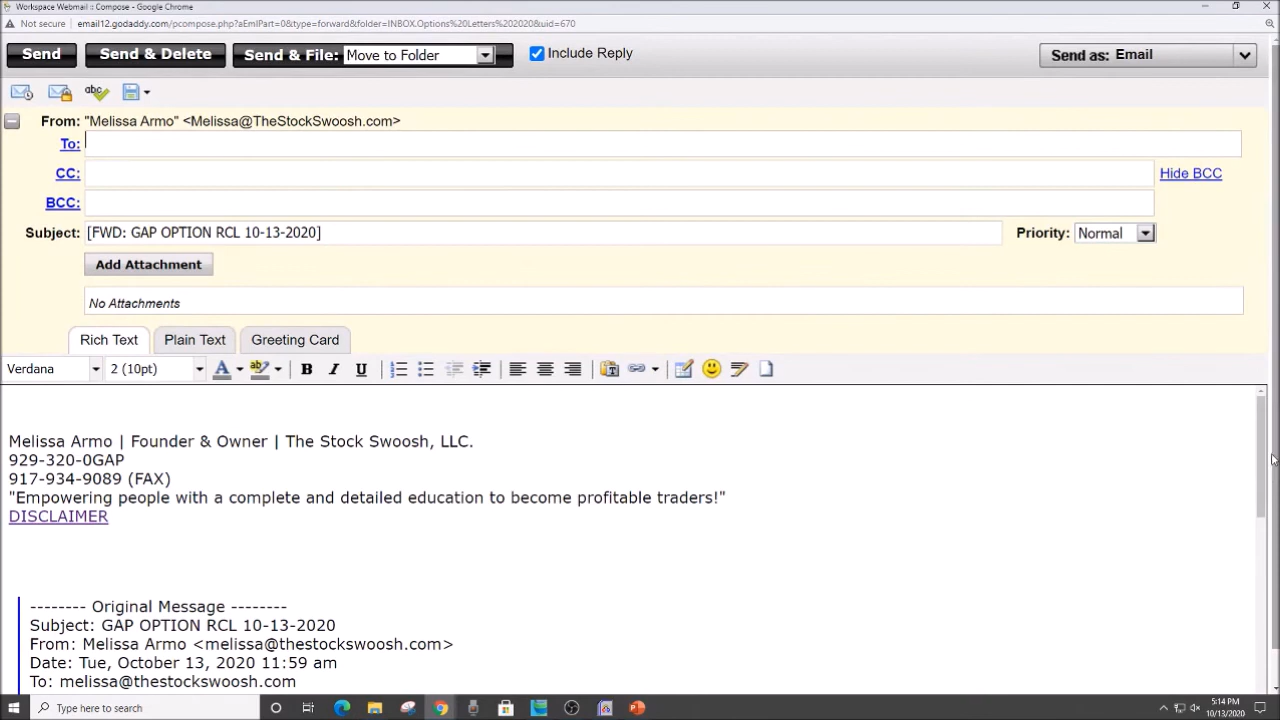 Workspace Webmail :: Compose - Google Chrome
Not secure email12.godaddy.com/pcompose.php?aEmlPart=0&type=forward&folder=INBOX.Options%20Letters%202020&uid=670
Send Send & Delete Send & File: Move to Folder Include Reply Send as: Email
abc
From: "Melissa Armo" <Melissa@TheStockSwoosh.com>
To:
CC: Hide BCC
BCC:
Subject: [FWD: GAP OPTION RCL 10-13-2020] Priority: Normal
Add Attachment
No Attachments
Rich Text Plain Text Greeting Card
Verdana 2 (10pt) A ab B I U
Melissa Armo | Founder & Owner | The Stock Swoosh, LLC.
929-320-0GAP
917-934-9089 (FAX)
"Empowering people with a complete and detailed education to become profitable traders!"
DISCLAIMER
-------- Original Message --------
Subject: GAP OPTION RCL 10-13-2020
From: Melissa Armo <melissa@thestockswoosh.com>
Date: Tue, October 13, 2020 11:59 am
To: melissa@thestockswoosh.com
Type here to search
5:14 PM
10/13/2020